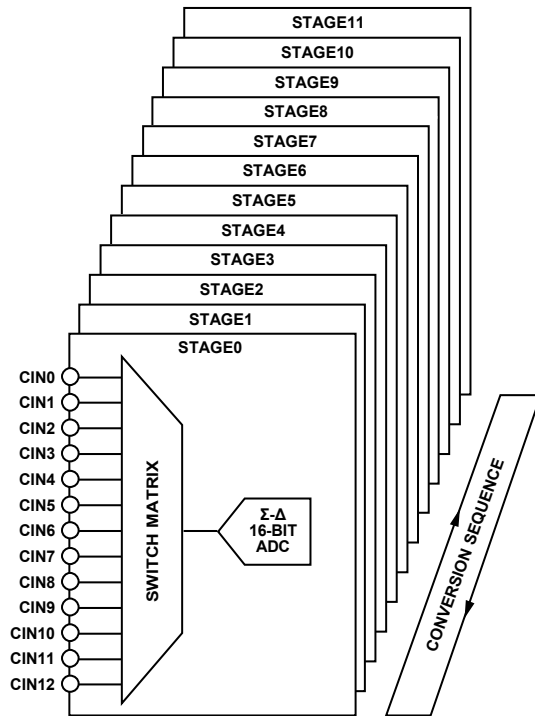 STAGE11
STAGE10
STAGE9
STAGE8
STAGE7
STAGE6
STAGE5
STAGE4
STAGE3
STAGE2
STAGE1
STAGE0
CIN0
CIN1
CIN2
CIN3
CIN4
CIN5
CIN6
CIN7
CIN8
CIN9
CIN10
CIN11
CIN12
SWITCH MATRIX
Σ-Δ
16-BIT
ADC
CONVERSION SEQUENCE